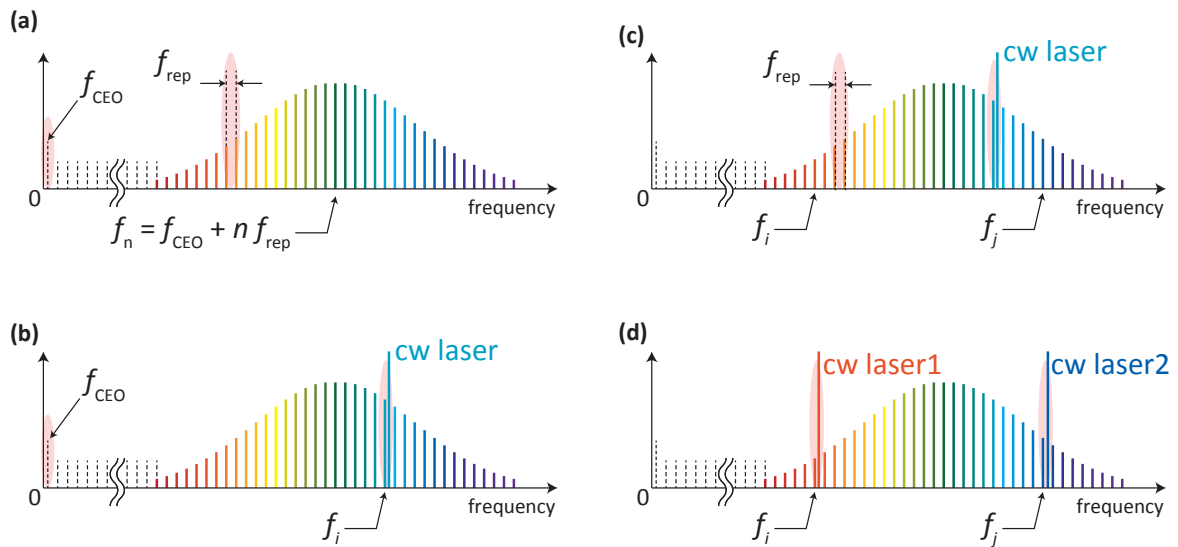 (a)
f_CEO
f_rep
0
frequency
f_n = f_CEO + n f_rep
(c)
f_rep
cw laser
0
frequency
f_i
f_j
(b)
f_CEO
cw laser
0
frequency
f_i
(d)
cw laser1
cw laser2
0
frequency
f_i
f_j